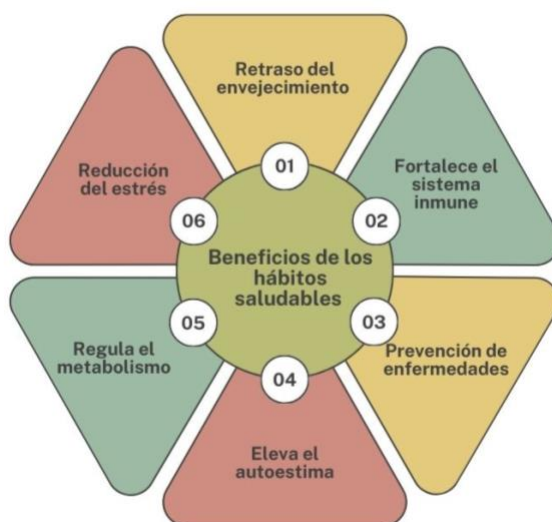 Beneficios de los
hábitos
saludables
01
Retraso del
envejecimiento
02
Fortalece el
sistema
inmune
03
Prevención de
enfermedades
04
Eleva el
autoestima
05
Regula el
metabolismo
06
Reducción
del estrés